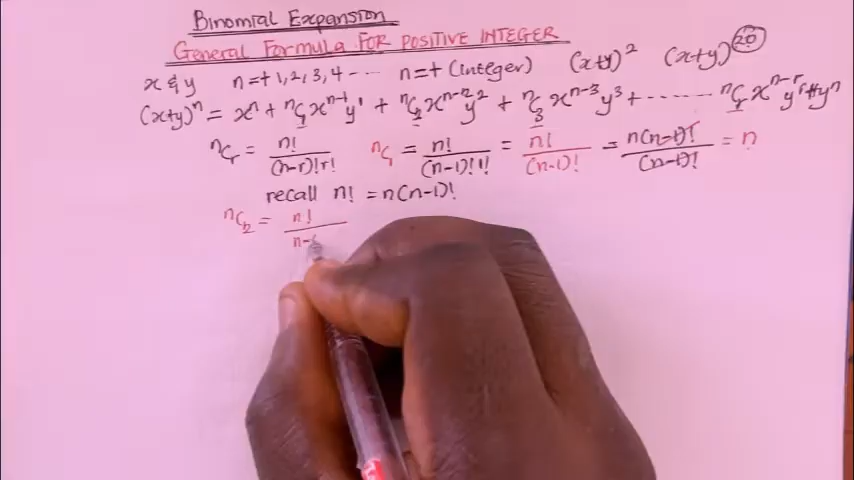 Binomial Expansion
General Formula FOR POSITIVE INTEGER
x & y n=+1,2,3,4---- n=+(integer) (x+y)² (x+y)²⁰
(x+y)ⁿ = xⁿ + ⁿC₁xⁿ⁻¹y¹ + ⁿC₂xⁿ⁻²y² + ⁿC₃xⁿ⁻³y³ +------- ⁿCᵣxⁿ⁻ʳyʳ++yⁿ
ⁿCᵣ = n!/(n-r)!r! ⁿC₁ = n!/(n-1)!1! = n!/(n-1)! = n(n-1)!/(n-1)! = n
recall n! = n(n-1)!
ⁿC₂ = n!/n-